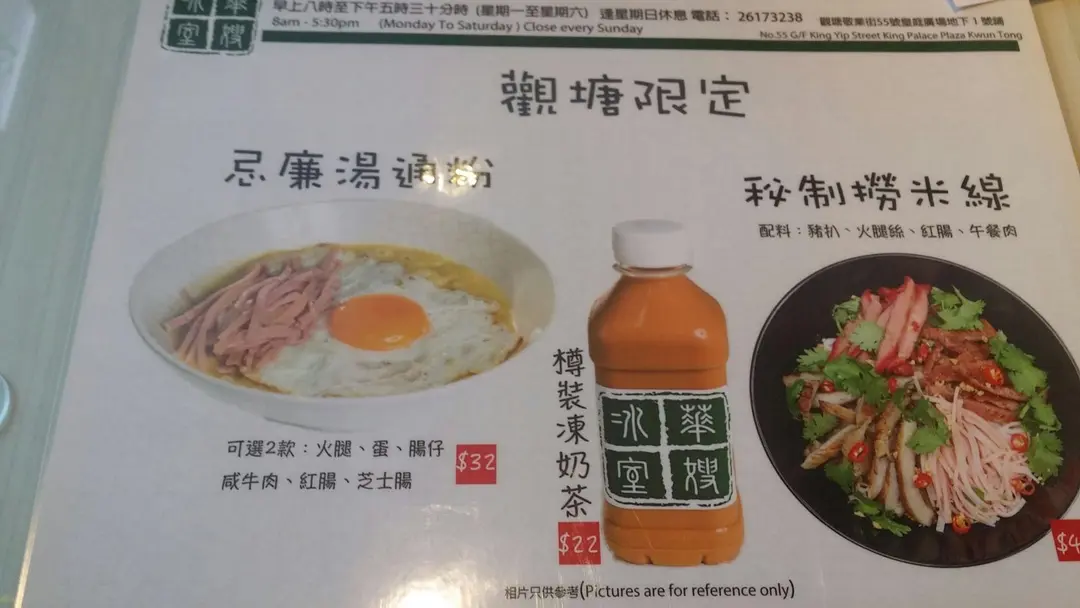 華嫂
冰室
早上八時至下午五時三十分時 (星期一至星期六) 逢星期日休息 電話: 26173238 觀塘敬業街55號皇庭廣場地下1號舖
8am - 5:30pm (Monday To Saturday ) Close every Sunday
No.55 G/F King Yip Street King Palace Plaza Kwun Tong
觀塘限定
忌廉湯通粉
秘制撈米線
配料：豬扒、火腿絲、紅腸、午餐肉
樽裝凍奶茶
華嫂
冰室
可選2款：火腿、蛋、腸仔
咸牛肉、紅腸、芝士腸
$32
$22
相片只供參考(Pictures are for reference only)